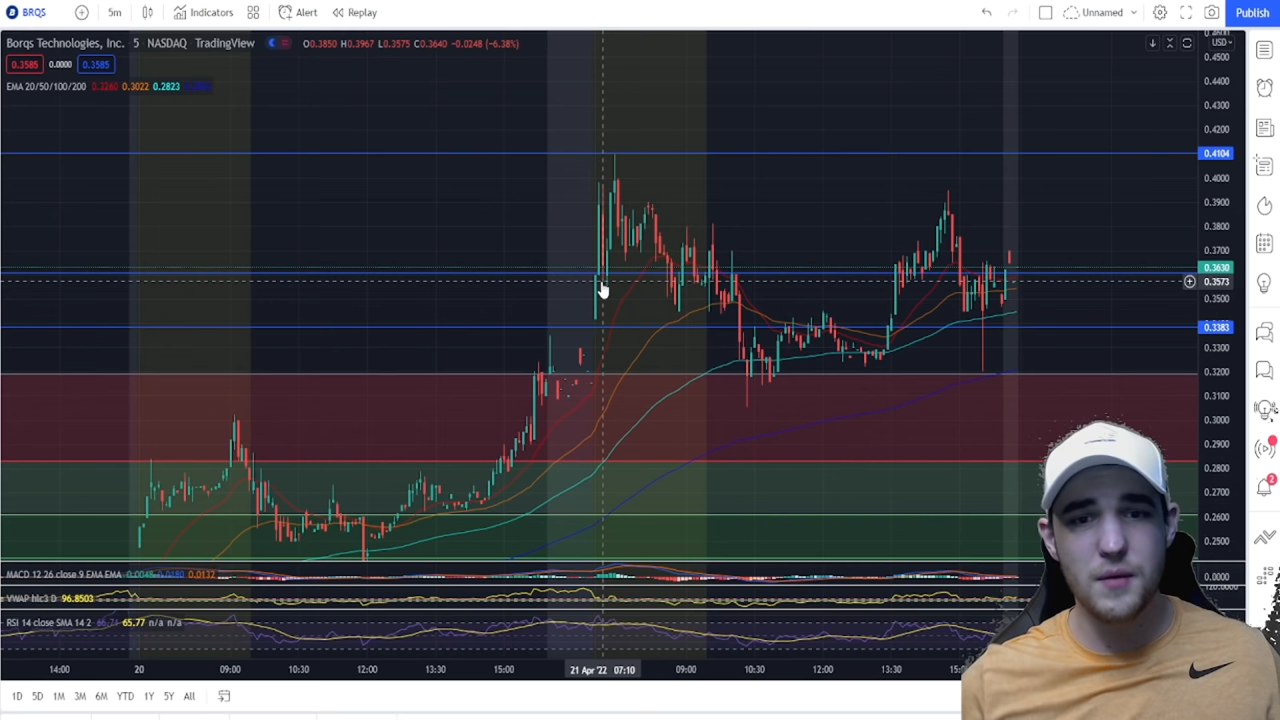 BRQS 5m Indicators Alert Replay Unnamed Publish
Borqs Technologies, Inc. 5 NASDAQ TradingView O0.3850 H0.3967 L0.3575 C0.3640 -0.0248 (-6.38%) USD
0.3585 0.0000 0.3585
EMA 20/50/100/200 0.3260 0.3022 0.2823
0.4500
0.4400
0.4300
0.4200
0.4104
0.4000
0.3900
0.3800
0.3700
0.3630
0.3573
0.3500
0.3383
0.3300
0.3200
0.3100
0.3000
0.2900
0.2800
0.2700
0.2600
0.2500
MACD 12 26 close 9 EMA EMA 0.0045 0.0180 0.0132 0.0000
VWAP hlc3 D 96.8503
RSI 14 close SMA 14 2 65.77 n/a n/a
14:00 20 09:00 10:30 12:00 13:30 15:00 21 Apr '22 07:10 09:00 10:30 12:00 13:30
1D 5D 1M 3M 6M YTD 1Y 5Y All
2